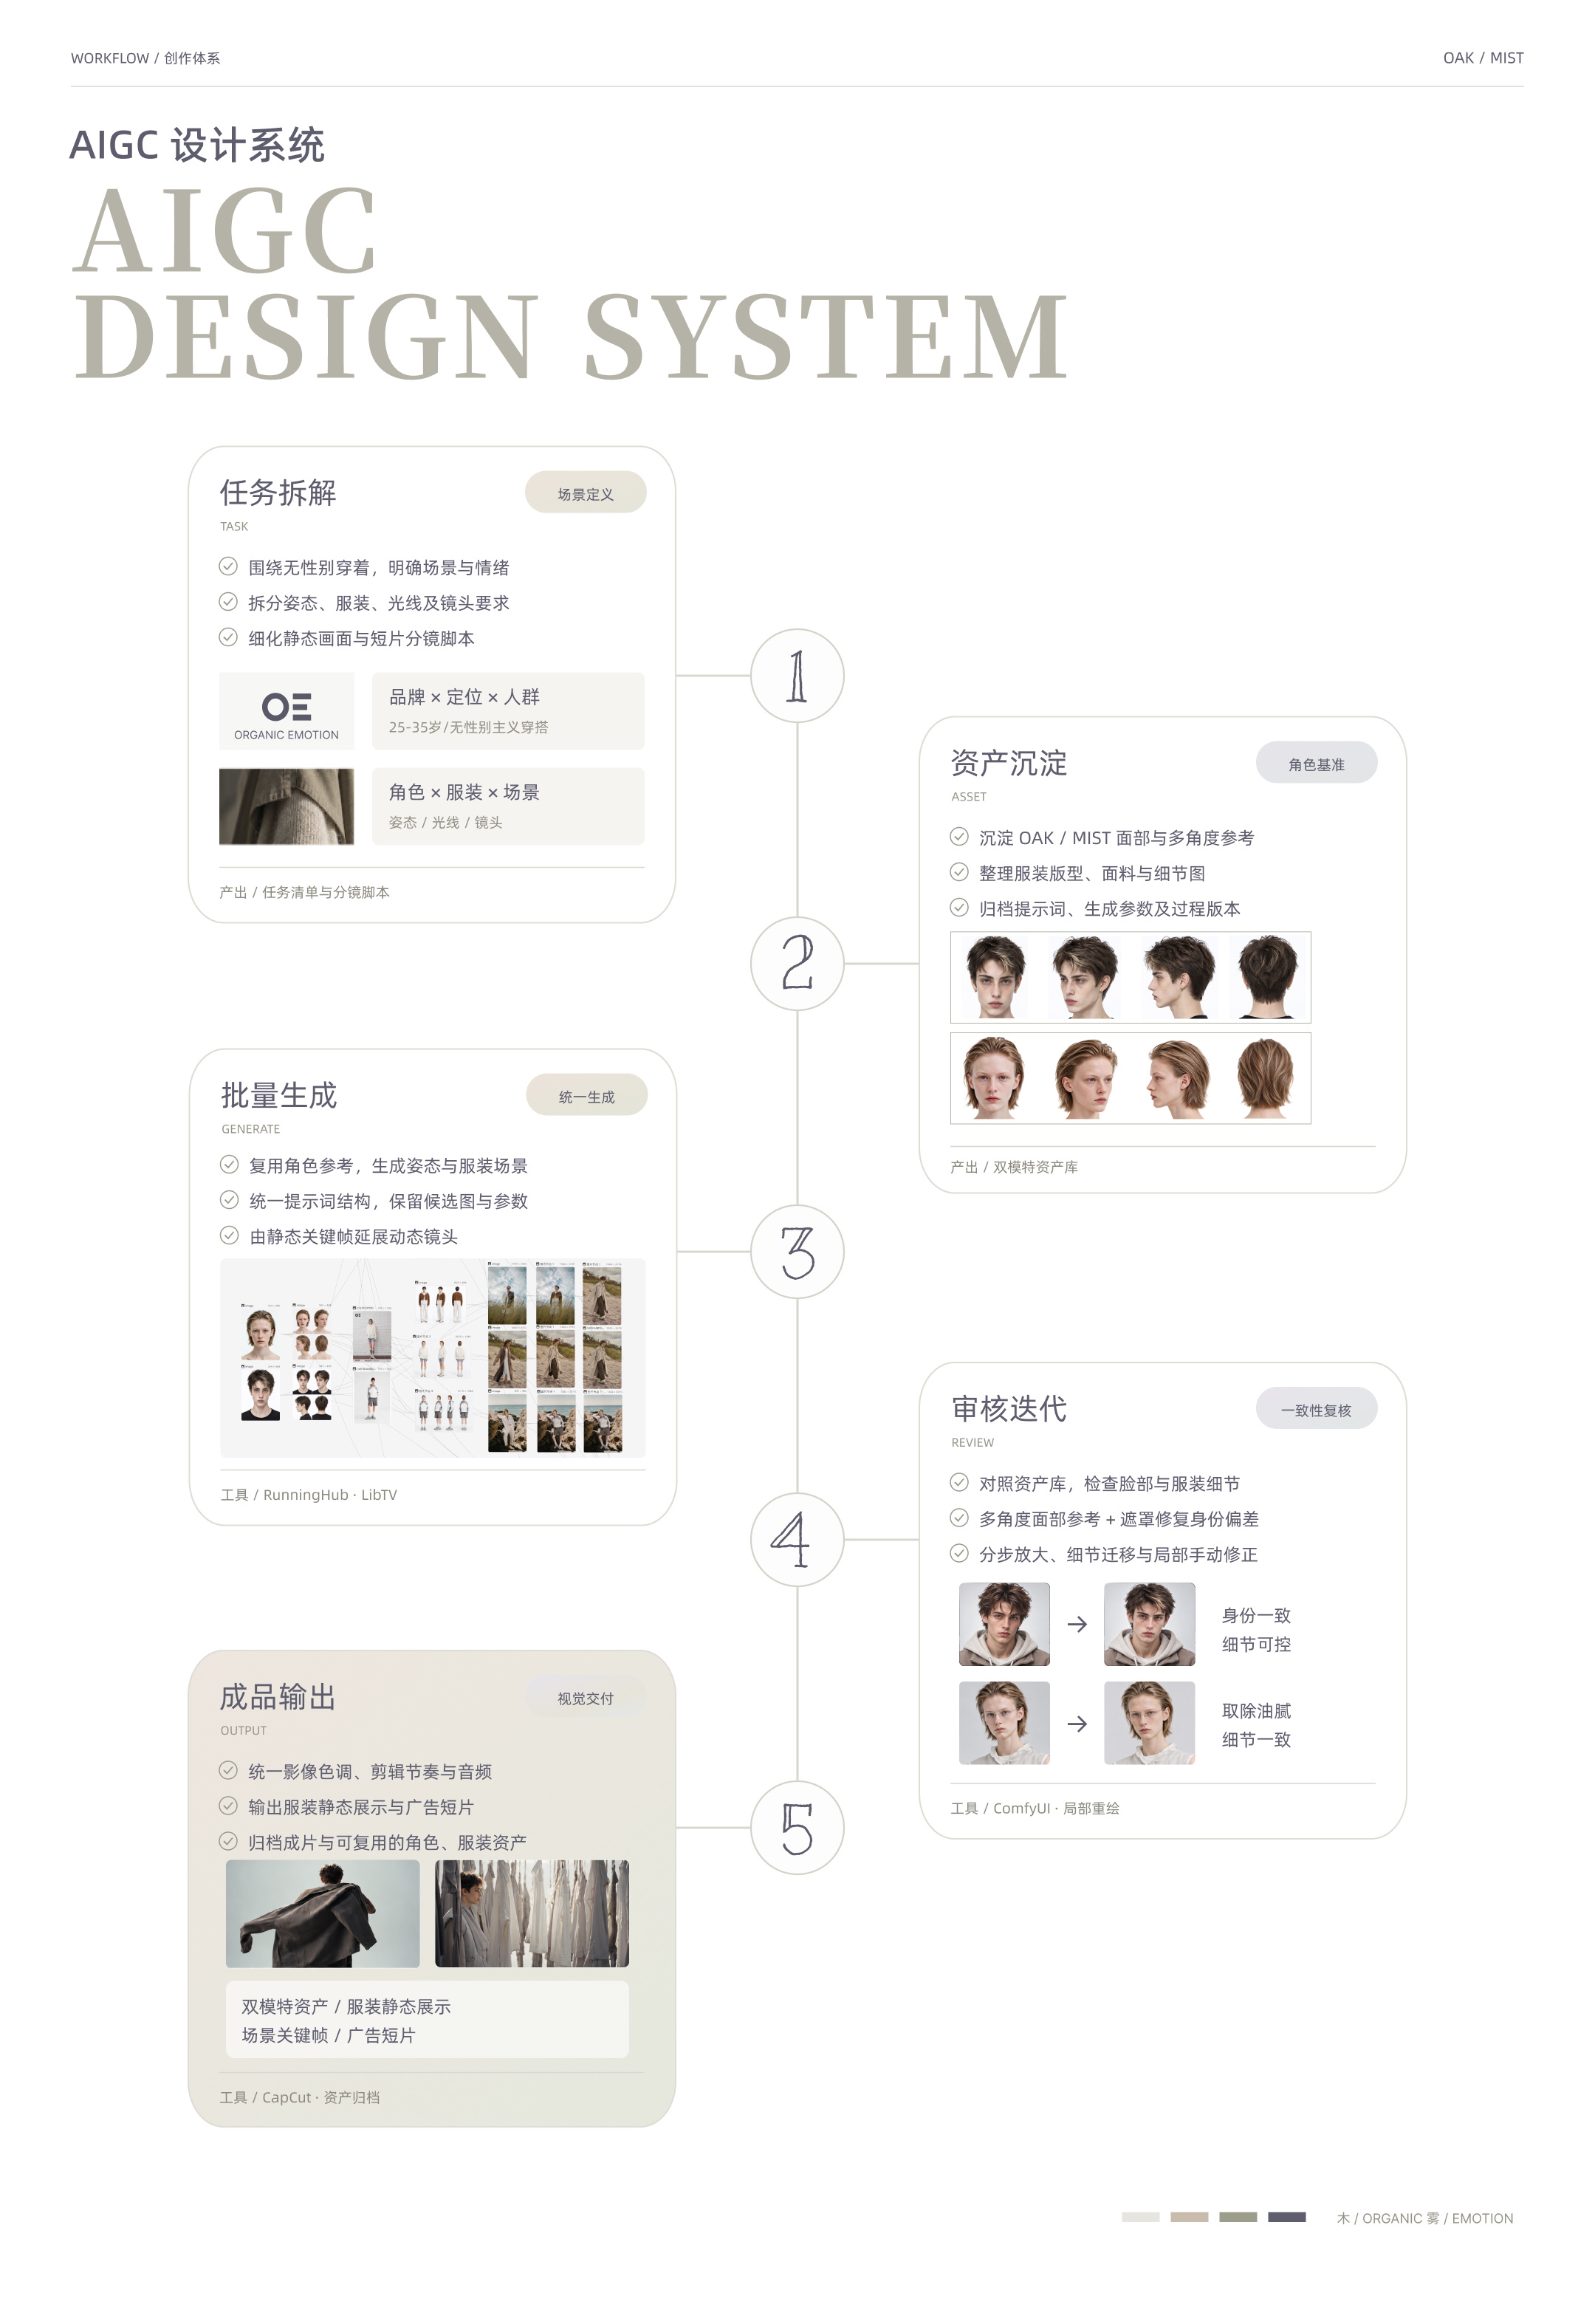 WORKFLOW / 创作体系
OAK / MIST
AIGC 设计系统
AIGC
DESIGN SYSTEM
任务拆解
场景定义
TASK
围绕无性别穿着，明确场景与情绪
拆分姿态、服装、光线及镜头要求
细化静态画面与短片分镜脚本
OE
ORGANIC EMOTION
品牌 × 定位 × 人群
25-35岁/无性别主义穿搭
角色 × 服装 × 场景
姿态 / 光线 / 镜头
产出 / 任务清单与分镜脚本
1
资产沉淀
角色基准
ASSET
沉淀 OAK / MIST 面部与多角度参考
整理服装版型、面料与细节图
归档提示词、生成参数及过程版本
产出 / 双模特资产库
2
批量生成
统一生成
GENERATE
复用角色参考，生成姿态与服装场景
统一提示词结构，保留候选图与参数
由静态关键帧延展动态镜头
工具 / RunningHub · LibTV
3
审核迭代
一致性复核
REVIEW
对照资产库，检查脸部与服装细节
多角度面部参考 + 遮罩修复身份偏差
分步放大、细节迁移与局部手动修正
身份一致
细节可控
取除油腻
细节一致
工具 / ComfyUI · 局部重绘
4
成品输出
视觉交付
OUTPUT
统一影像色调、剪辑节奏与音频
输出服装静态展示与广告短片
归档成片与可复用的角色、服装资产
双模特资产 / 服装静态展示
场景关键帧 / 广告短片
工具 / CapCut · 资产归档
5
木 / ORGANIC 雾 / EMOTION